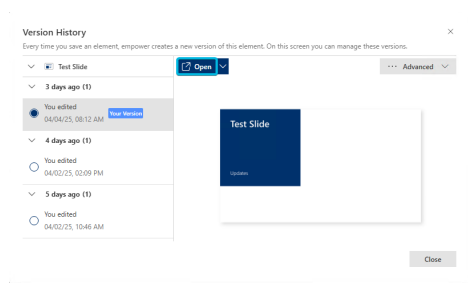 Version History
Every time you save an element, empower creates a new version of this element. On this screen you can manage these versions.
Test Slide
Open
··· Advanced
3 days ago (1)
You edited
04/04/25, 08:12 AM
Your Version
4 days ago (1)
You edited
04/02/25, 02:09 PM
5 days ago (1)
You edited
04/02/25, 10:46 AM
Test Slide
Updates
Close